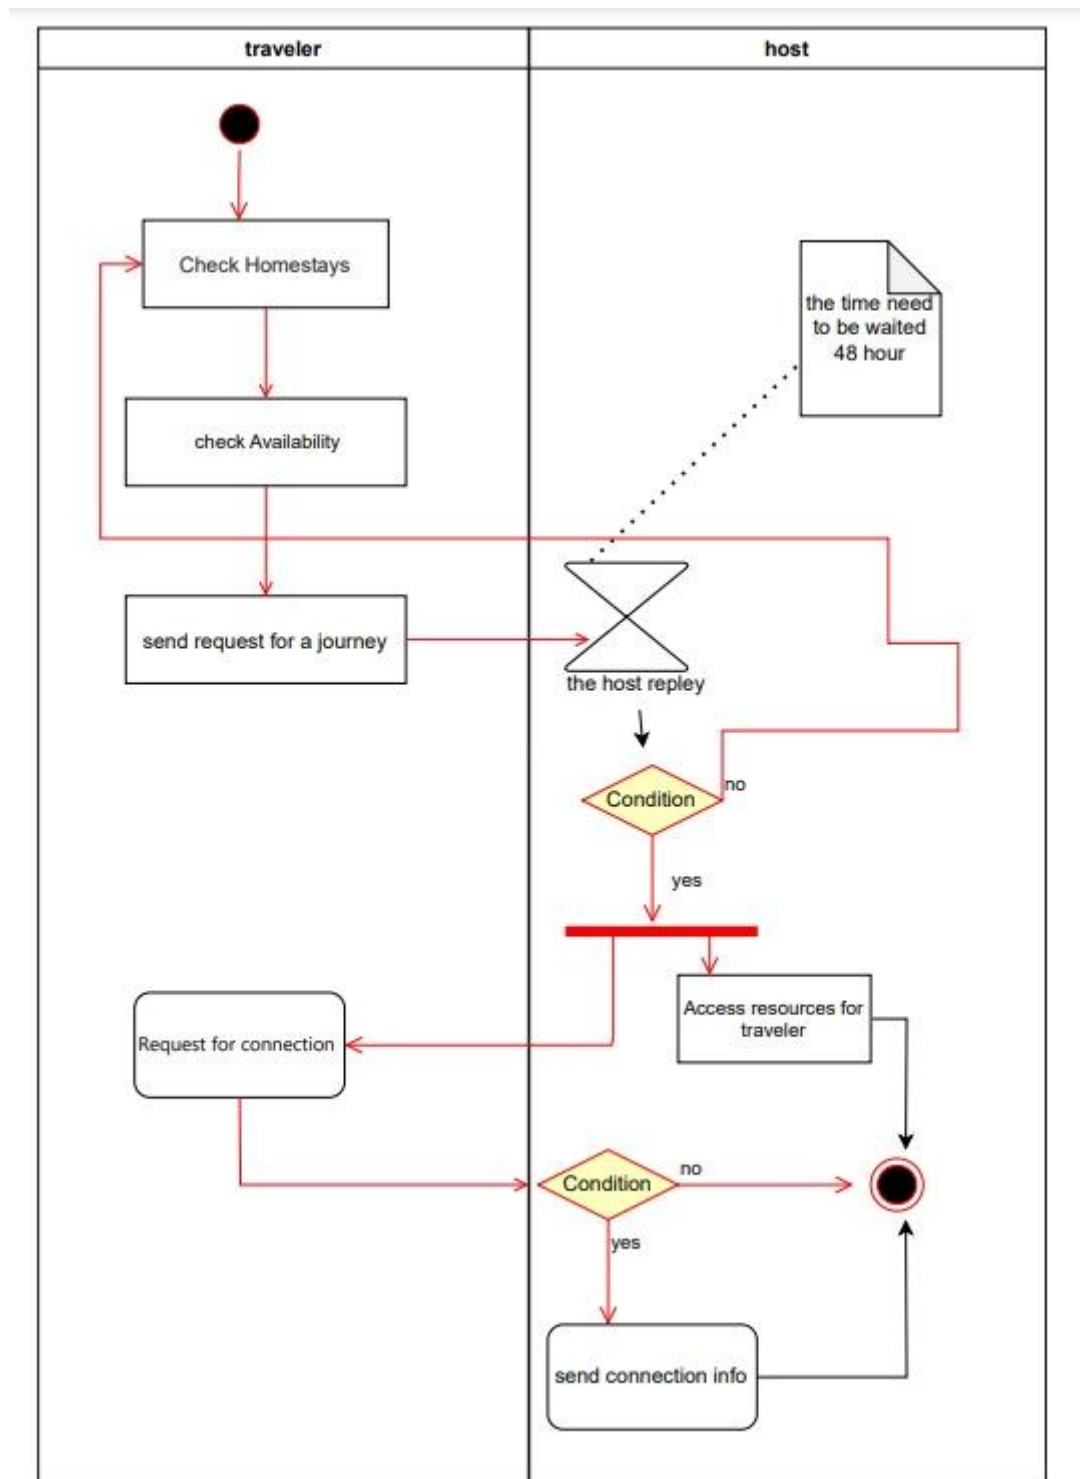 traveler
host
Check Homestays
the time need
to be waited
48 hour
check Availability
send request for a journey
the host repley
Condition
no
yes
Access resources for
traveler
Request for connection
Condition
no
yes
send connection info